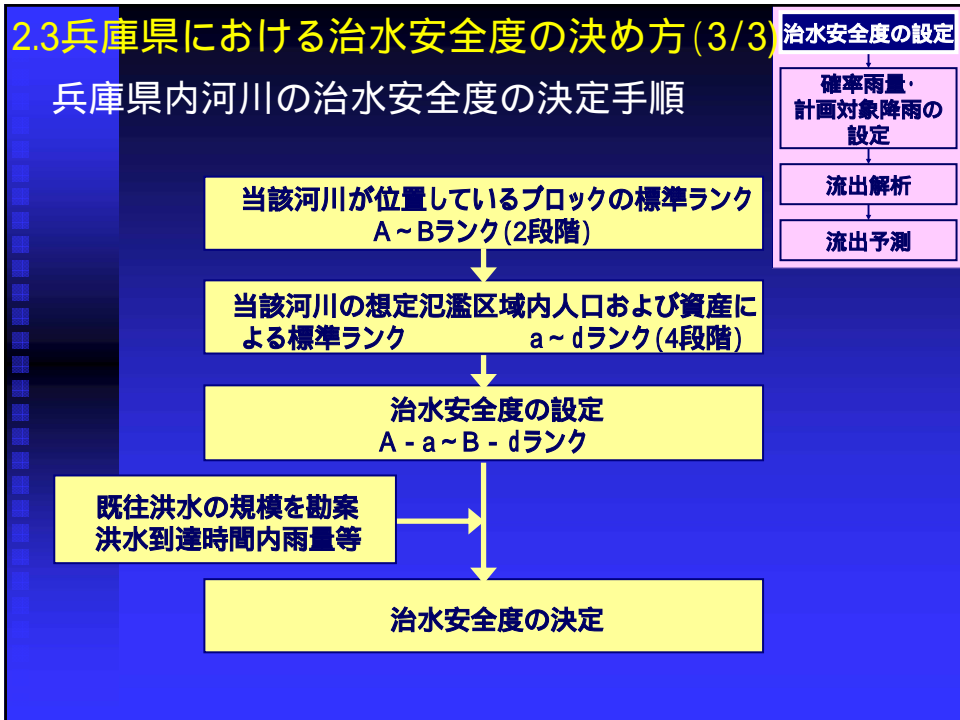 2.3兵庫県における治水安全度の決め方(3/3)
兵庫県内河川の治水安全度の決定手順
治水安全度の設定
確率雨量・
計画対象降雨の
設定
流出解析
流出予測
当該河川が位置しているブロックの標準ランク
A~Bランク(2段階)
当該河川の想定氾濫区域内人口および資産に
よる標準ランク a~dランク(4段階)
治水安全度の設定
A-a~B-dランク
既往洪水の規模を勘案
洪水到達時間内雨量等
治水安全度の決定